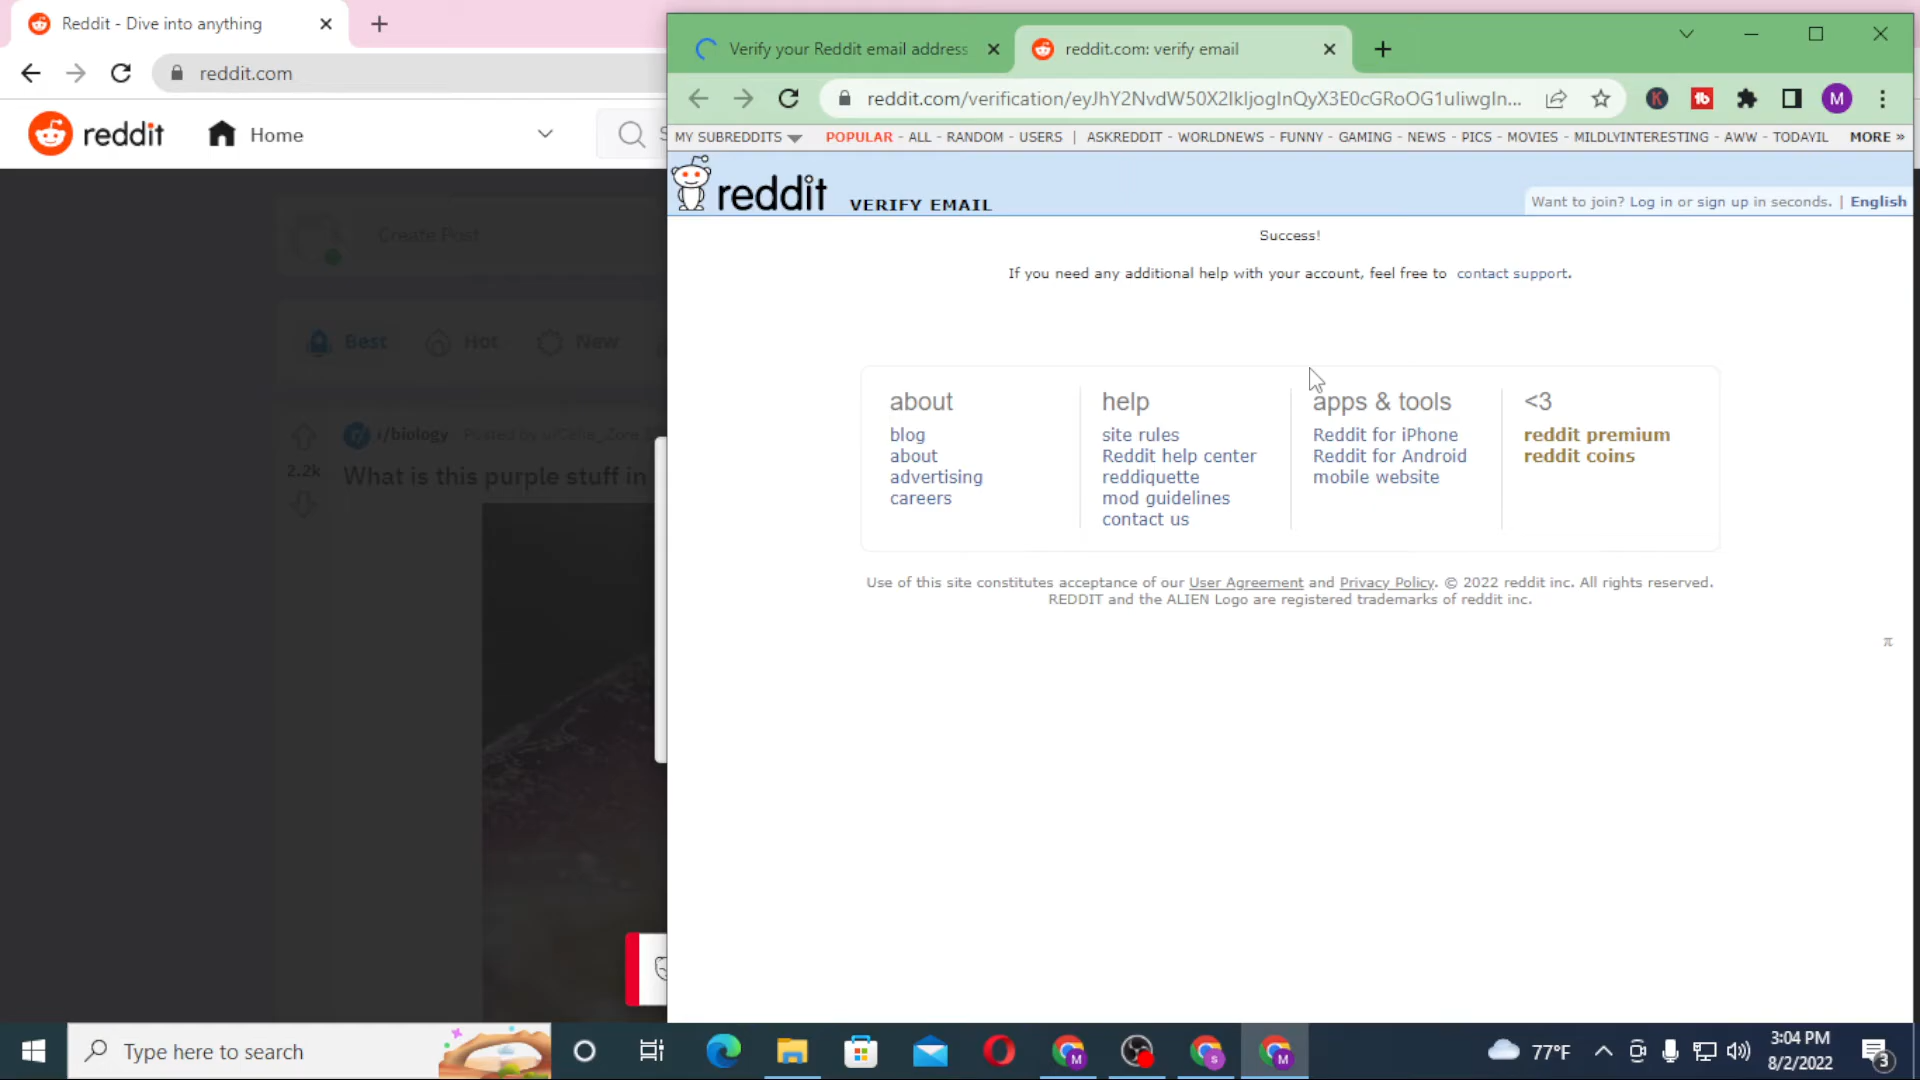 Reddit - Dive into anything
reddit.com
reddit Home
Create Post
Best Hot New
r/biology Posted by u/Celia_Zore
2.2k
What is this purple stuff in
Verify your Reddit email address
reddit.com: verify email
reddit.com/verification/eyJhY2NvdW50X2lkIjogInQyX3E0cGRoOG1uIiwgIn...
M
MY SUBREDDITS POPULAR - ALL - RANDOM - USERS | ASKREDDIT - WORLDNEWS - FUNNY - GAMING - NEWS - PICS - MOVIES - MILDLYINTERESTING - AWW - TODAYIL MORE »
reddit VERIFY EMAIL
Want to join? Log in or sign up in seconds. | English
Success!
If you need any additional help with your account, feel free to contact support.
about
blog
about
advertising
careers
help
site rules
Reddit help center
reddiquette
mod guidelines
contact us
apps & tools
Reddit for iPhone
Reddit for Android
mobile website
<3
reddit premium
reddit coins
Use of this site constitutes acceptance of our User Agreement and Privacy Policy. © 2022 reddit inc. All rights reserved.
REDDIT and the ALIEN Logo are registered trademarks of reddit inc.
π
Type here to search
77°F
3:04 PM
8/2/2022
3